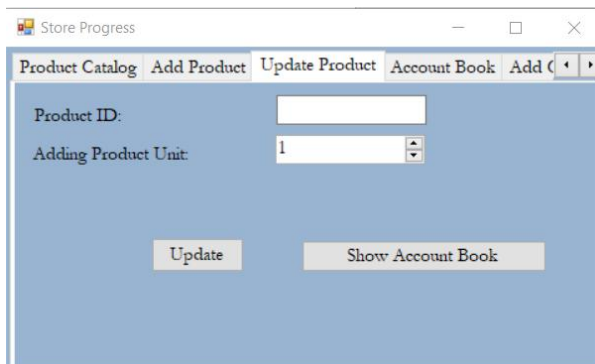 Store Progress
Product Catalog Add Product Update Product Account Book Add
Product ID:
Adding Product Unit:
1
Update Show Account Book